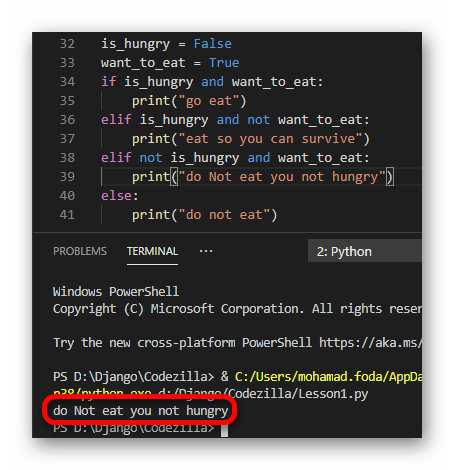 32 is_hungry = False
33 want_to_eat = True
34 if is_hungry and want_to_eat:
35 print("go eat")
36 elif is_hungry and not want_to_eat:
37 print("eat so you can survive")
38 elif not is_hungry and want_to_eat:
39 print("do Not eat you not hungry")
40 else:
41 print("do not eat")
PROBLEMS TERMINAL ··· 2: Python
Windows PowerShell
Copyright (C) Microsoft Corporation. All rights reser
Try the new cross-platform PowerShell https://aka.ms/
PS D:\Django\Codezilla> & C:/Users/mohamad.foda/AppDa
n38/python.exe d:/Django/Codezilla/Lesson1.py
do Not eat you not hungry
PS D:\Django\Codezilla>